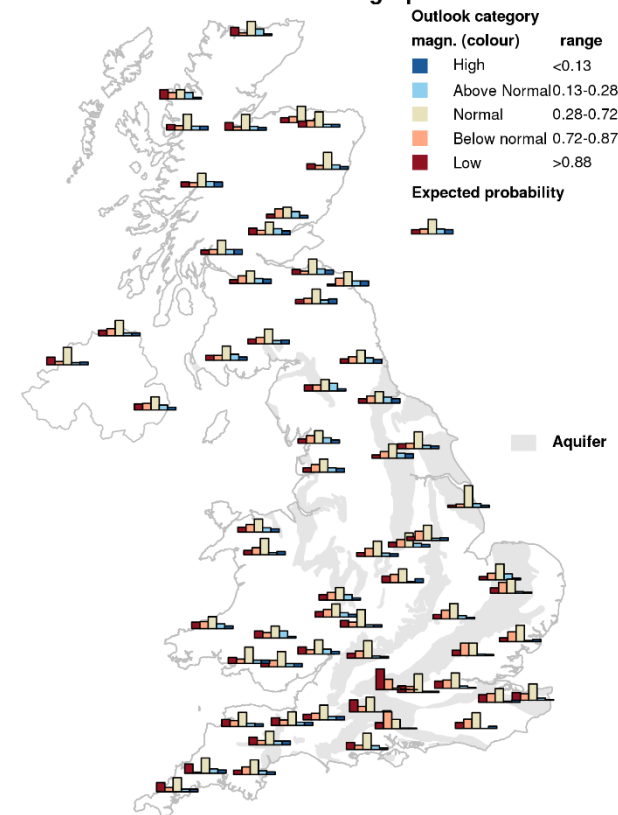 Outlook category
magn. (colour) range
High <0.13
Above Normal 0.13-0.28
Normal 0.28-0.72
Below normal 0.72-0.87
Low >0.88
Expected probability
Aquifer